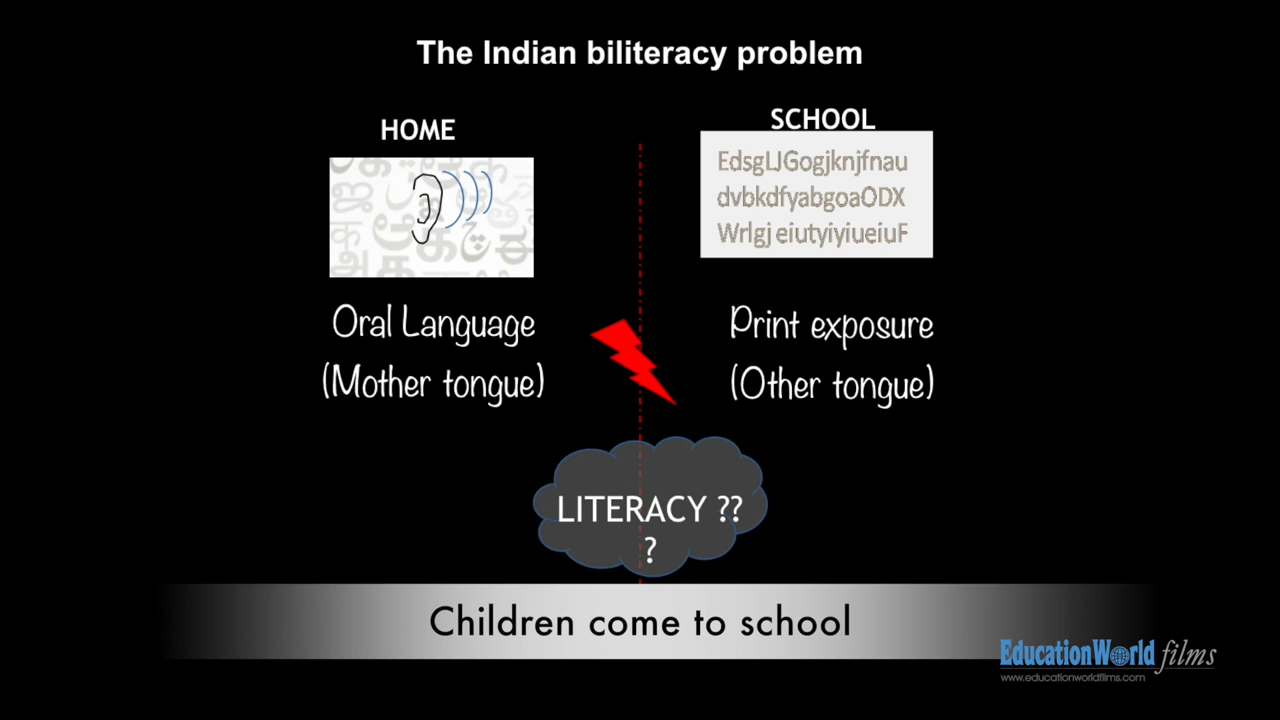 The Indian biliteracy problem
HOME
SCHOOL
EdsgLJGogjknjfnau
dvbkdfyabgoaODX
Wrlgj eiutyiyiueiuF
Oral Language
(Mother tongue)
Print exposure
(Other tongue)
LITERACY ??
?
Children come to school
EducationWorld films
www.educationworldfilms.com